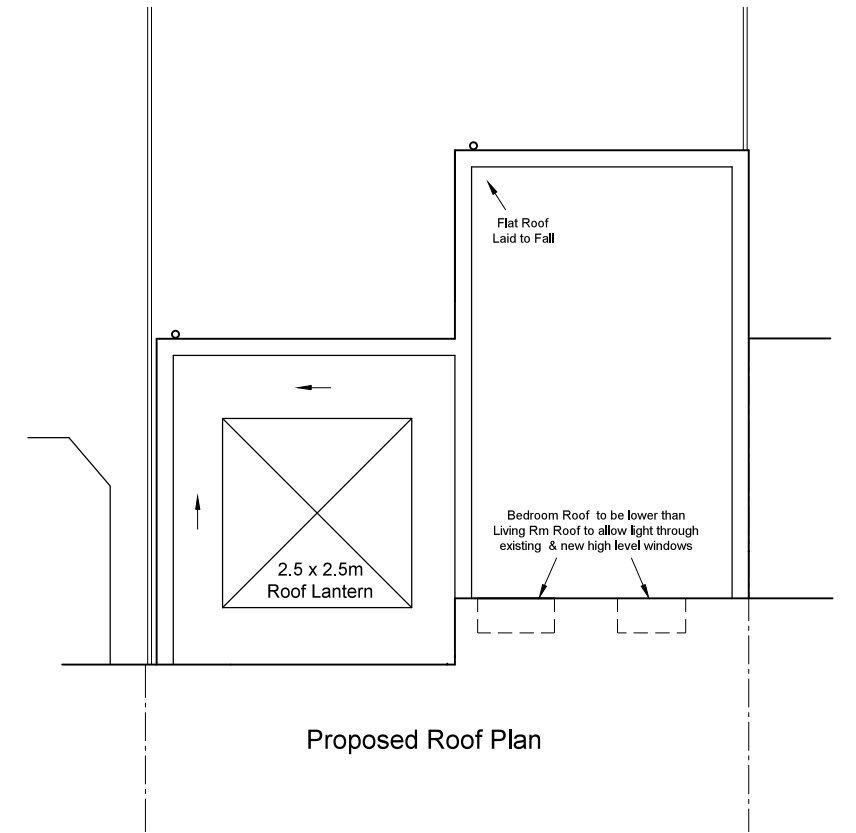 Flat Roof
Laid to Fall
Bedroom Roof to be lower than
Living Rm Roof to allow light through
existing & new high level windows
2.5 x 2.5m
Roof Lantern
Proposed Roof Plan